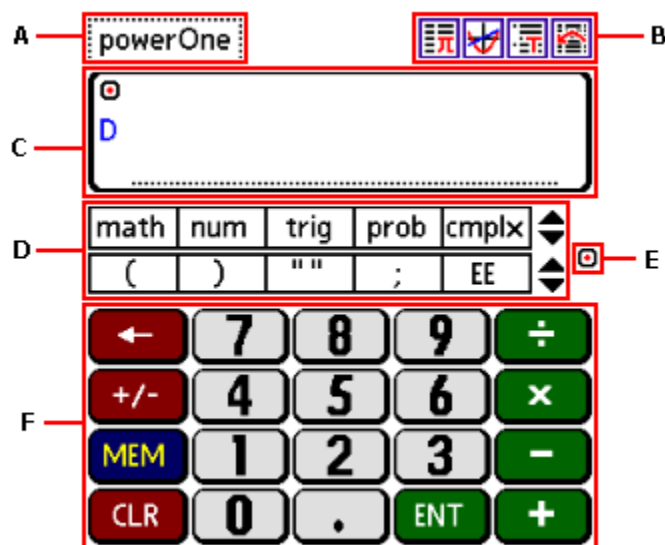 A powerOne B
C D
D math num trig prob cmplx
( ) " " ; EE E
F
← 7 8 9 ÷
+/- 4 5 6 ×
MEM 1 2 3 −
CLR 0 . ENT +